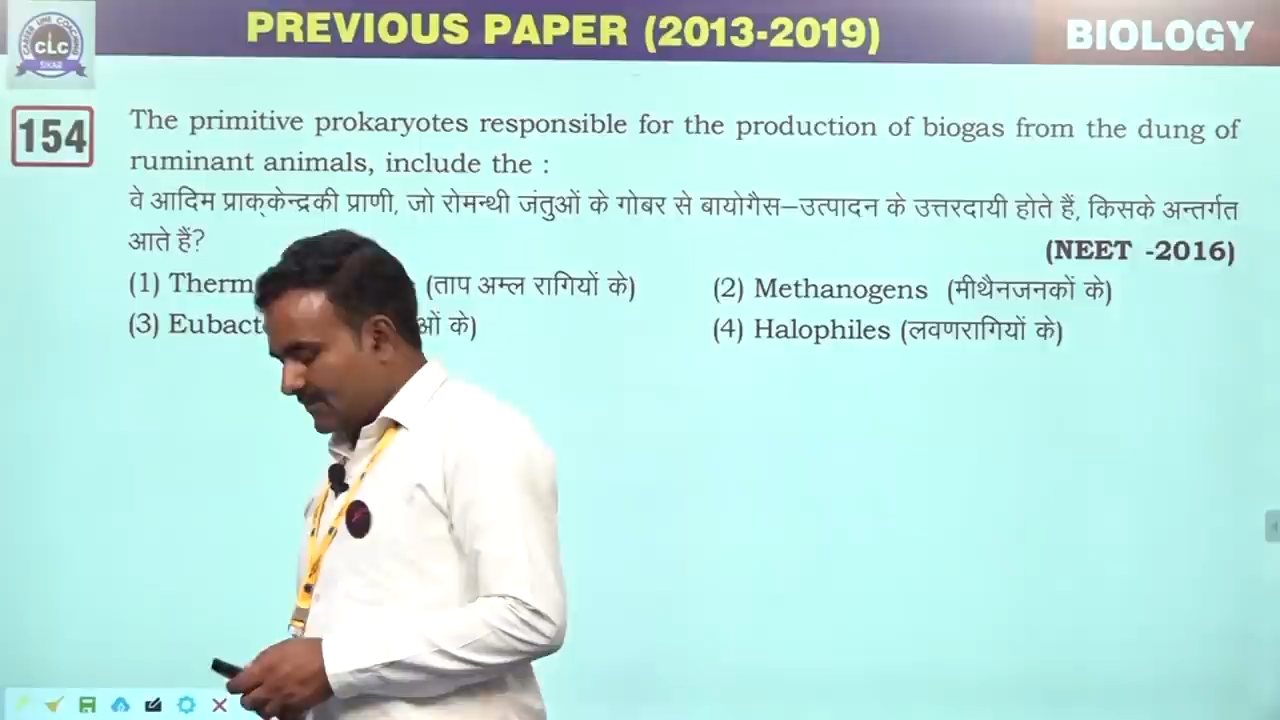 PREVIOUS PAPER (2013-2019)
BIOLOGY
CLC
SIKAR
154
The primitive prokaryotes responsible for the production of biogas from the dung of
ruminant animals, include the :
वे आदिम प्राक्केन्द्रकी प्राणी, जो रोमन्थी जंतुओं के गोबर से बायोगैस–उत्पादन के उत्तरदायी होते हैं, किसके अन्तर्गत
आते हैं?
(NEET -2016)
(1) Therm (ताप अम्ल रागियों के) (2) Methanogens (मीथैनजनकों के)
(3) Eubact ओं के) (4) Halophiles (लवणरागियों के)